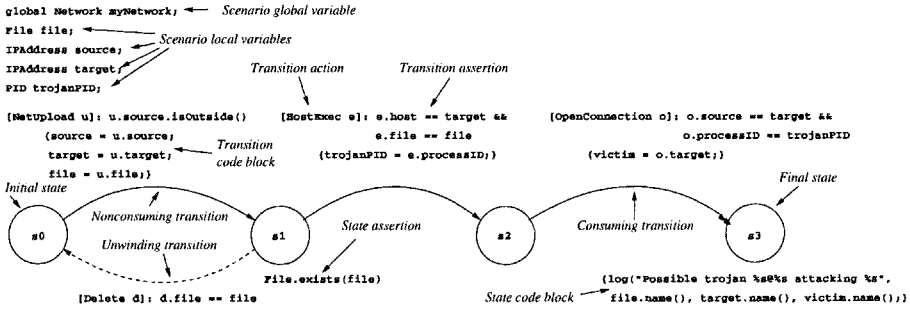 global Network myNetwork; Scenario global variable
File file;
Scenario local variables
IPAddress source;
IPAddress target;
PID trojanPID;
Transition action
Transition assertion
[NetUpload u]: u.source.isOutside()
{source = u.source;
target = u.target;
file = u.file;}
Transition code block
[HostExec e]: e.host == target &&
e.file == file
{trojanPID = e.processID;}
[OpenConnection o]: o.source == target &&
o.processID == trojanPID
{victim = o.target;}
Initial state
Final state
Nonconsuming transition
Unwinding transition
State assertion
Consuming transition
s0
s1
s2
s3
File.exists(file)
[Delete d]: d.file == file
State code block
{log("Possible trojan %s@%s attacking %s",
file.name(), target.name(), victim.name();}